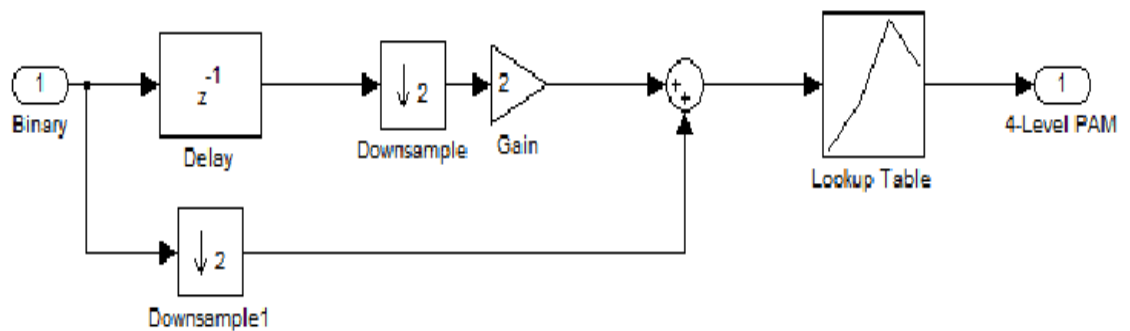 1
Binary
-1
z
Delay
↓ 2
Downsample
2
Gain
+
+
Lookup Table
1
4-Level PAM
↓ 2
Downsample1